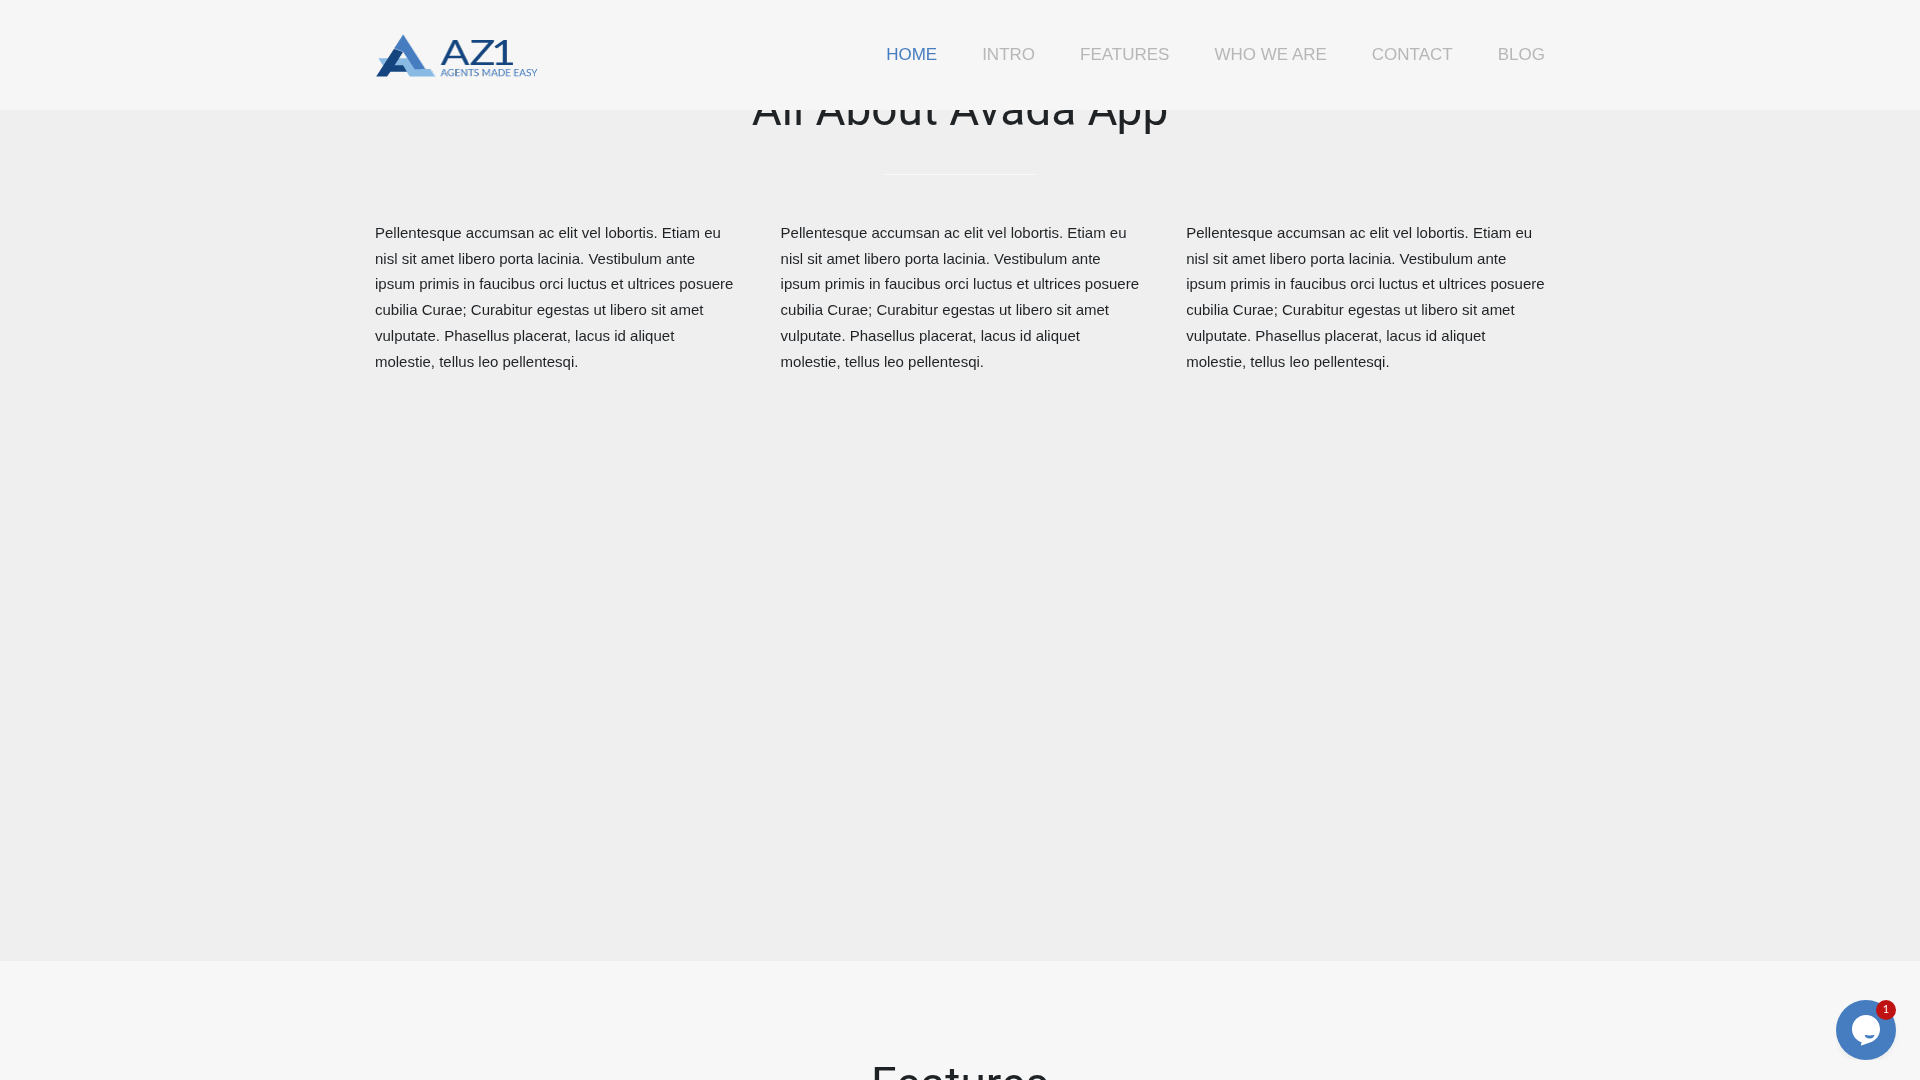 AZ1
AGENTS MADE EASY
HOME
INTRO
FEATURES
WHO WE ARE
CONTACT
BLOG
All About Avada App
Pellentesque accumsan ac elit vel lobortis. Etiam eu
nisl sit amet libero porta lacinia. Vestibulum ante
ipsum primis in faucibus orci luctus et ultrices posuere
cubilia Curae; Curabitur egestas ut libero sit amet
vulputate. Phasellus placerat, lacus id aliquet
molestie, tellus leo pellentesqi.
Pellentesque accumsan ac elit vel lobortis. Etiam eu
nisl sit amet libero porta lacinia. Vestibulum ante
ipsum primis in faucibus orci luctus et ultrices posuere
cubilia Curae; Curabitur egestas ut libero sit amet
vulputate. Phasellus placerat, lacus id aliquet
molestie, tellus leo pellentesqi.
Pellentesque accumsan ac elit vel lobortis. Etiam eu
nisl sit amet libero porta lacinia. Vestibulum ante
ipsum primis in faucibus orci luctus et ultrices posuere
cubilia Curae; Curabitur egestas ut libero sit amet
vulputate. Phasellus placerat, lacus id aliquet
molestie, tellus leo pellentesqi.
Features
1